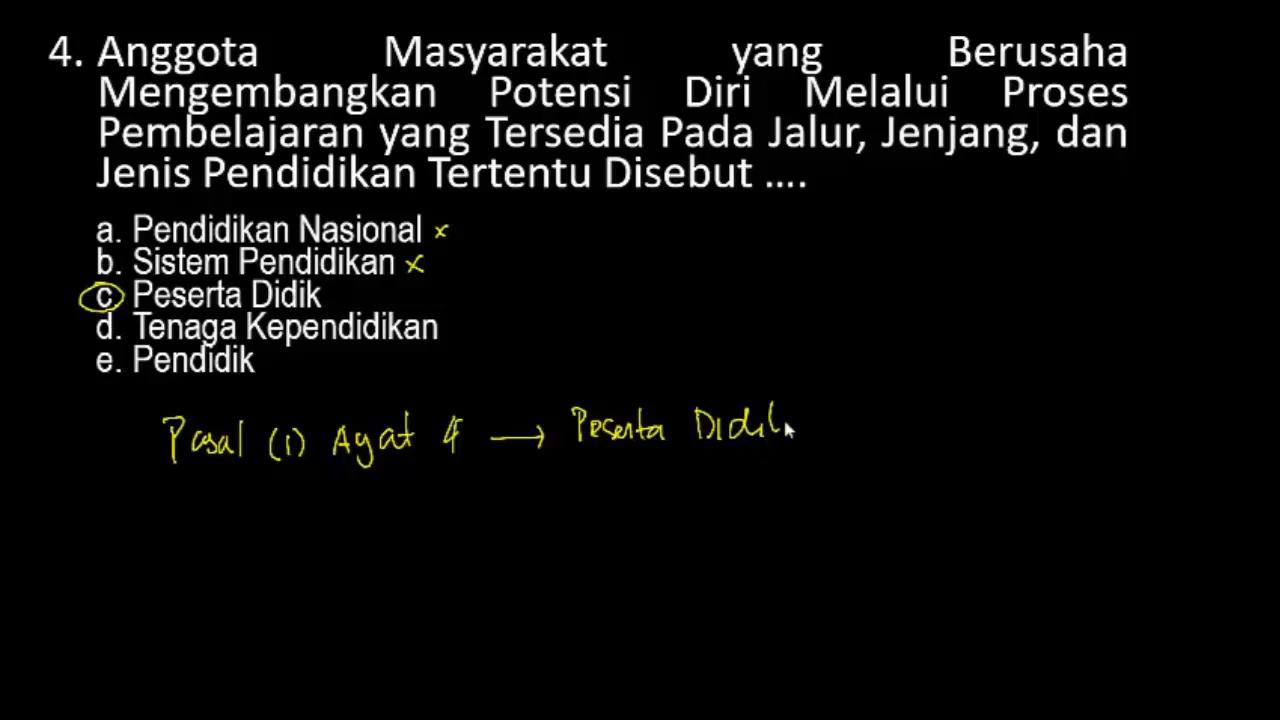 4. Anggota Masyarakat yang Berusaha
Mengembangkan Potensi Diri Melalui Proses
Pembelajaran yang Tersedia Pada Jalur, Jenjang, dan
Jenis Pendidikan Tertentu Disebut ....
a. Pendidikan Nasional x
b. Sistem Pendidikan x
c. Peserta Didik
d. Tenaga Kependidikan
e. Pendidik
Pasal (1) Ayat 4 → Peserta Didik